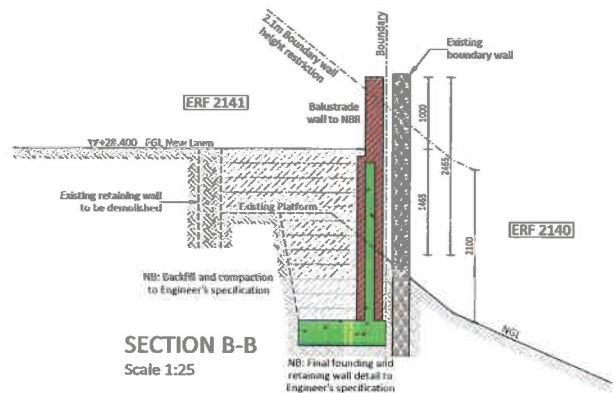 2.1m Boundary wall
height restriction
Boundary
Existing
boundary wall
ERF 2141
Balustrade
wall to NBR
+28.400 FGL New Lawn
1000
2465
1465
2100
Existing retaining wall
to be demolished
Existing Platform
ERF 2140
NB: Backfill and compaction
to Engineer's specification
NGL
SECTION B-B
Scale 1:25
NB: Final founding and
retaining wall detail to
Engineer's specification